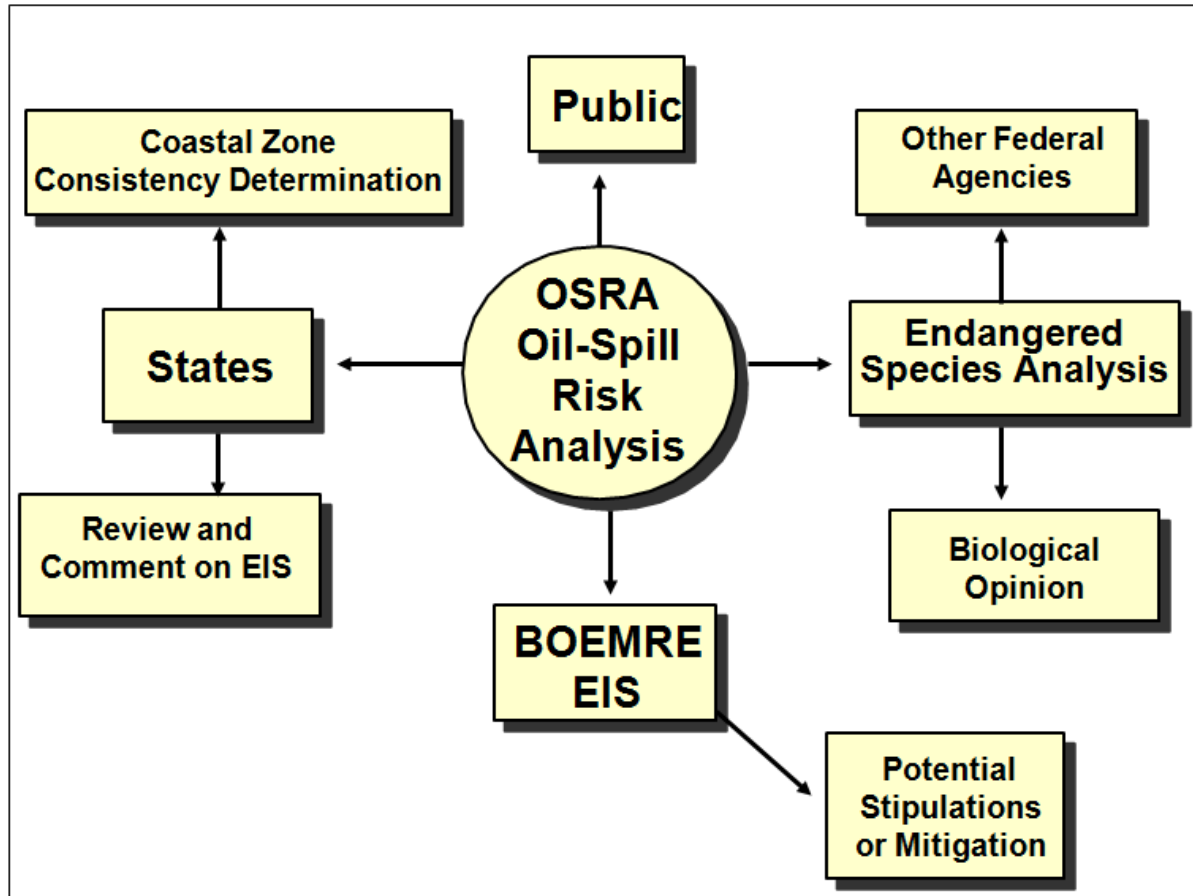 Public
Coastal Zone
Consistency Determination
Other Federal
Agencies
OSRA
Oil-Spill
Risk
Analysis
States
Endangered
Species Analysis
Review and
Comment on EIS
Biological
Opinion
BOEMRE
EIS
Potential
Stipulations
or Mitigation